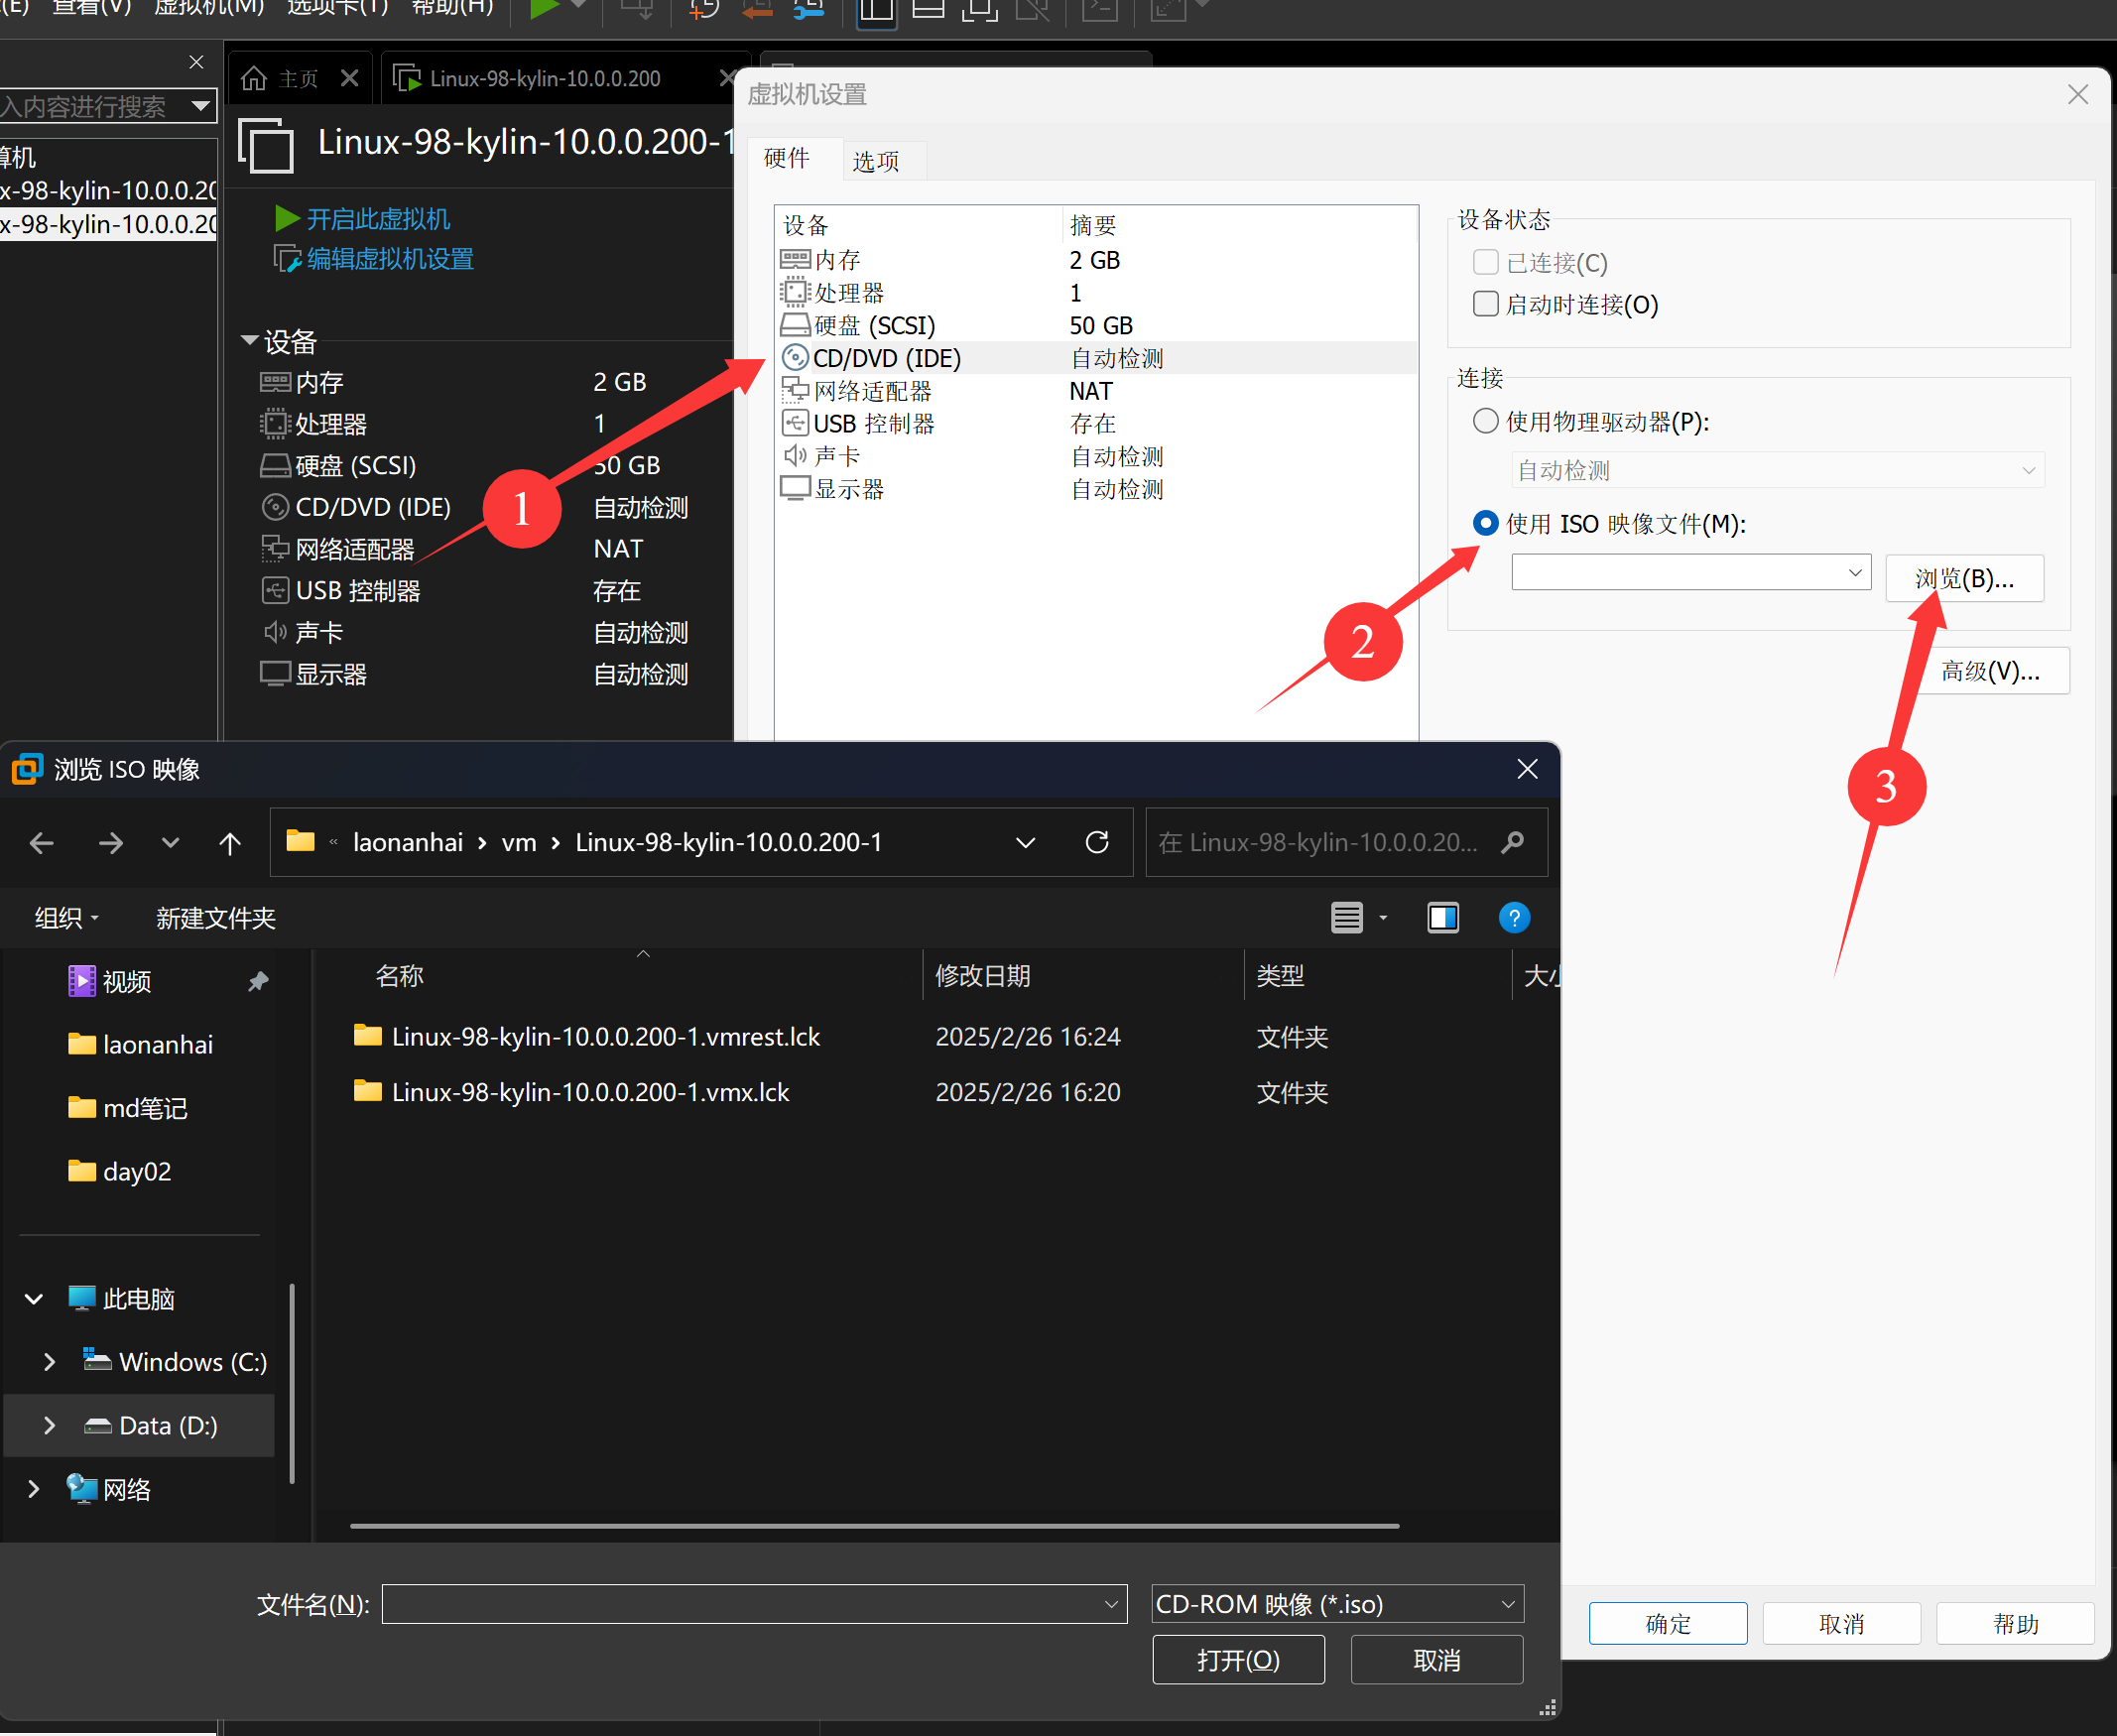 (E) 查看(V) 虚拟机(M) 选项卡(T) 帮助(H)
主页
Linux-98-kylin-10.0.0.200
入内容进行搜索
算机
x-98-kylin-10.0.0.20
x-98-kylin-10.0.0.20
Linux-98-kylin-10.0.0.200-1
开启此虚拟机
编辑虚拟机设置
设备
内存 2 GB
处理器 1
硬盘 (SCSI) 50 GB
CD/DVD (IDE) 自动检测
网络适配器 NAT
USB 控制器 存在
声卡 自动检测
显示器 自动检测
虚拟机设置
硬件 选项
设备 摘要
内存 2 GB
处理器 1
硬盘 (SCSI) 50 GB
CD/DVD (IDE) 自动检测
网络适配器 NAT
USB 控制器 存在
声卡 自动检测
显示器 自动检测
设备状态
已连接(C)
启动时连接(O)
连接
使用物理驱动器(P):
自动检测
使用 ISO 映像文件(M):
浏览(B)...
高级(V)...
1
2
3
确定 取消 帮助
浏览 ISO 映像
« laonanhai › vm › Linux-98-kylin-10.0.0.200-1
在 Linux-98-kylin-10.0.0.20...
组织 新建文件夹
?
视频
laonanhai
md笔记
day02
此电脑
Windows (C:)
Data (D:)
网络
名称 修改日期 类型 大小
Linux-98-kylin-10.0.0.200-1.vmrest.lck 2025/2/26 16:24 文件夹
Linux-98-kylin-10.0.0.200-1.vmx.lck 2025/2/26 16:20 文件夹
文件名(N):
CD-ROM 映像 (*.iso)
打开(O) 取消